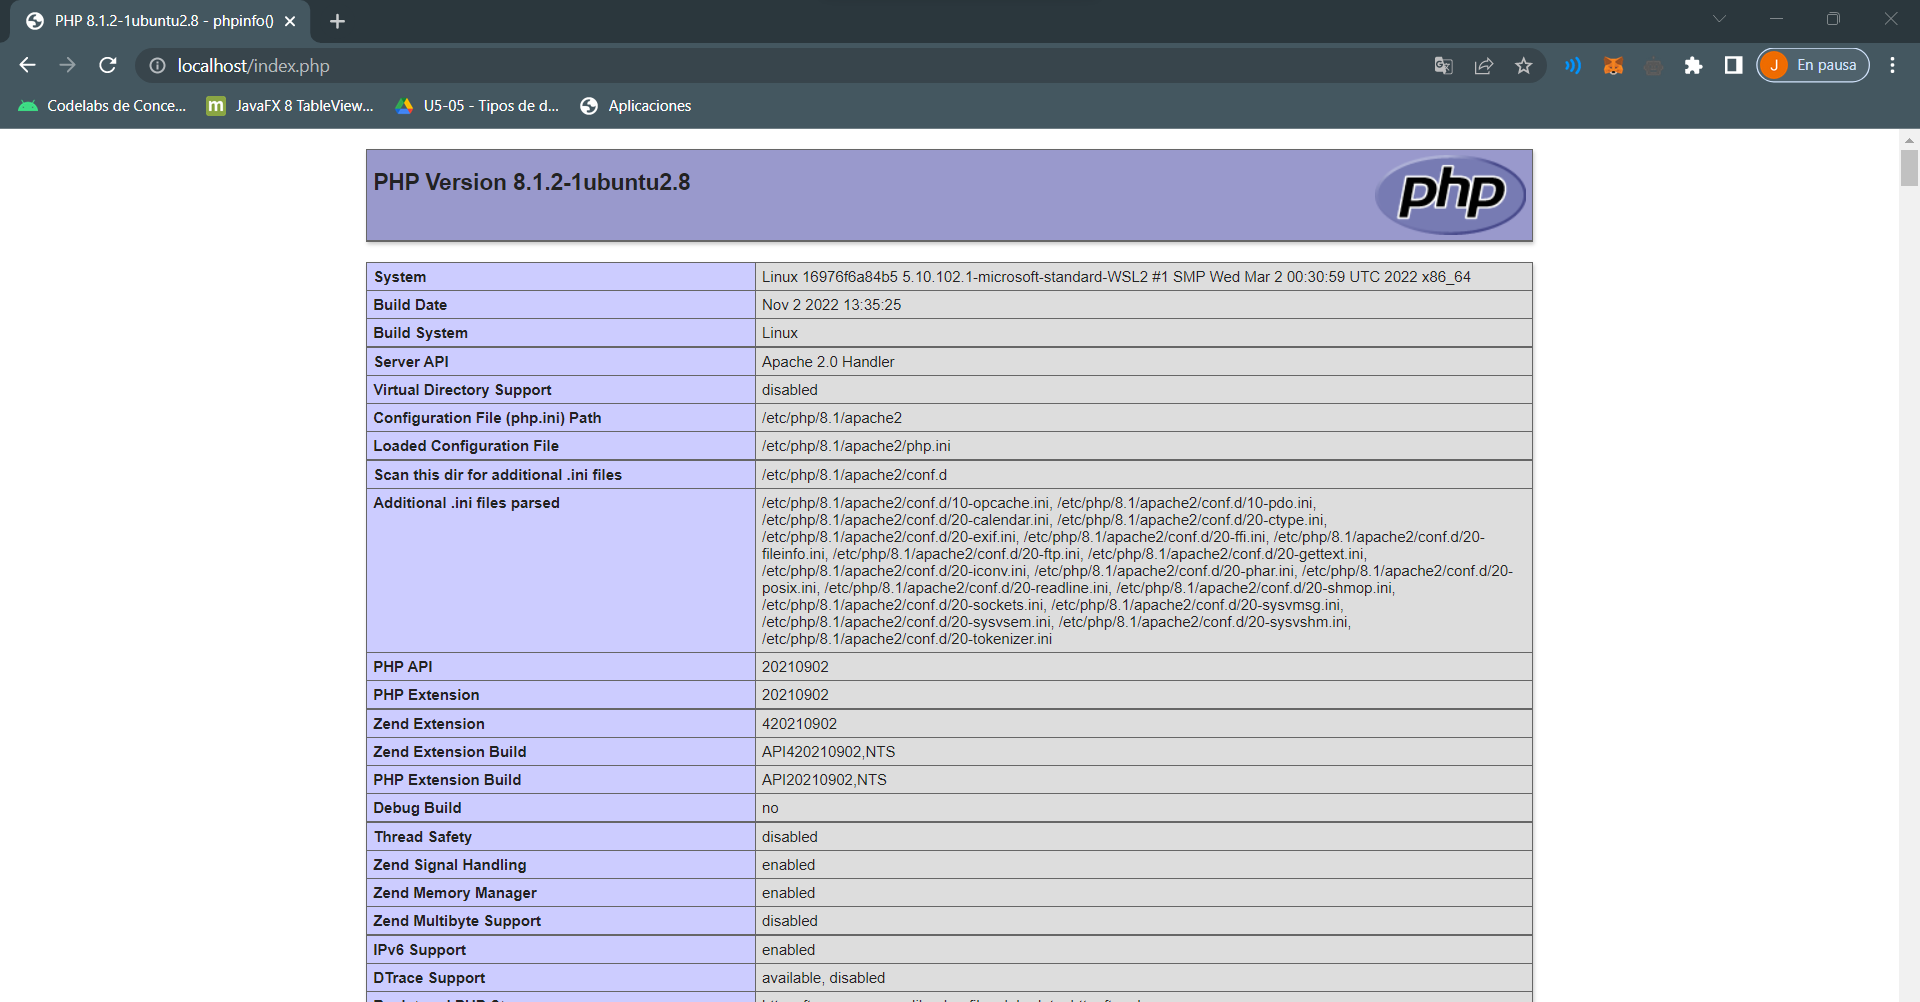 PHP 8.1.2-1ubuntu2.8 - phpinfo()
localhost/index.php
J En pausa
Codelabs de Conce...
m JavaFX 8 TableView...
U5-05 - Tipos de d...
Aplicaciones
PHP Version 8.1.2-1ubuntu2.8
php
System Linux 16976f6a84b5 5.10.102.1-microsoft-standard-WSL2 #1 SMP Wed Mar 2 00:30:59 UTC 2022 x86_64
Build Date Nov 2 2022 13:35:25
Build System Linux
Server API Apache 2.0 Handler
Virtual Directory Support disabled
Configuration File (php.ini) Path /etc/php/8.1/apache2
Loaded Configuration File /etc/php/8.1/apache2/php.ini
Scan this dir for additional .ini files /etc/php/8.1/apache2/conf.d
Additional .ini files parsed /etc/php/8.1/apache2/conf.d/10-opcache.ini, /etc/php/8.1/apache2/conf.d/10-pdo.ini,
/etc/php/8.1/apache2/conf.d/20-calendar.ini, /etc/php/8.1/apache2/conf.d/20-ctype.ini,
/etc/php/8.1/apache2/conf.d/20-exif.ini, /etc/php/8.1/apache2/conf.d/20-ffi.ini, /etc/php/8.1/apache2/conf.d/20-
fileinfo.ini, /etc/php/8.1/apache2/conf.d/20-ftp.ini, /etc/php/8.1/apache2/conf.d/20-gettext.ini,
/etc/php/8.1/apache2/conf.d/20-iconv.ini, /etc/php/8.1/apache2/conf.d/20-phar.ini, /etc/php/8.1/apache2/conf.d/20-
posix.ini, /etc/php/8.1/apache2/conf.d/20-readline.ini, /etc/php/8.1/apache2/conf.d/20-shmop.ini,
/etc/php/8.1/apache2/conf.d/20-sockets.ini, /etc/php/8.1/apache2/conf.d/20-sysvmsg.ini,
/etc/php/8.1/apache2/conf.d/20-sysvsem.ini, /etc/php/8.1/apache2/conf.d/20-sysvshm.ini,
/etc/php/8.1/apache2/conf.d/20-tokenizer.ini
PHP API 20210902
PHP Extension 20210902
Zend Extension 420210902
Zend Extension Build API420210902,NTS
PHP Extension Build API20210902,NTS
Debug Build no
Thread Safety disabled
Zend Signal Handling enabled
Zend Memory Manager enabled
Zend Multibyte Support disabled
IPv6 Support enabled
DTrace Support available, disabled